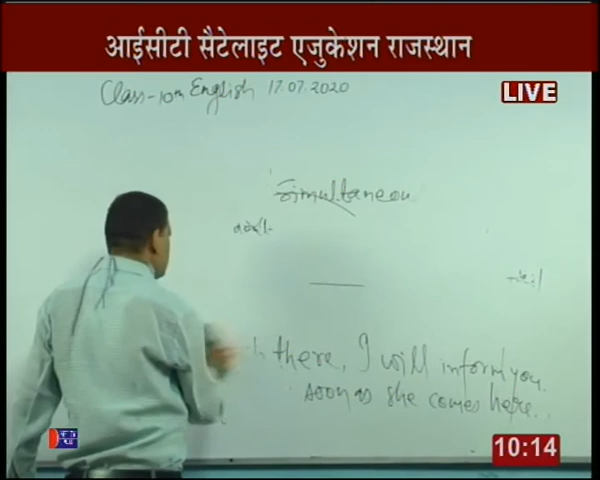 आईसीटी सैटेलाइट एजुकेशन राजस्थान
LIVE
Class-10th English 17.07.2020
Simultaneou
there, I will inform you.
soon as she comes here..
10:14